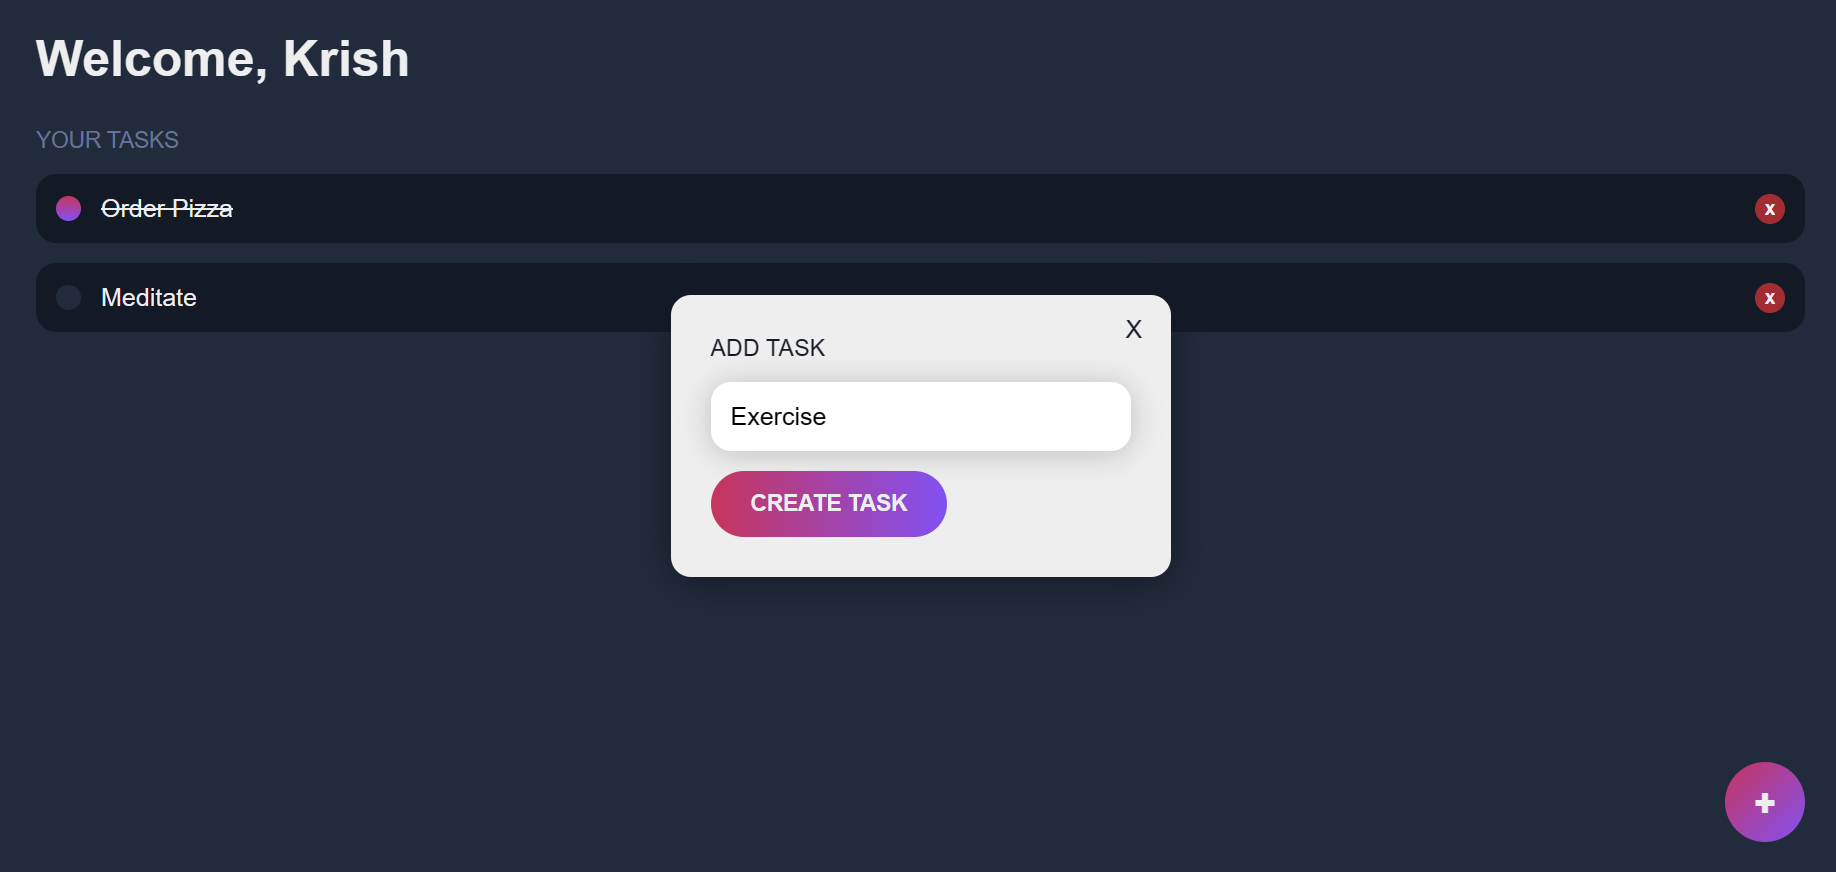 Welcome, Krish
YOUR TASKS
Order Pizza
x
Meditate
x
X
ADD TASK
Exercise
CREATE TASK
+